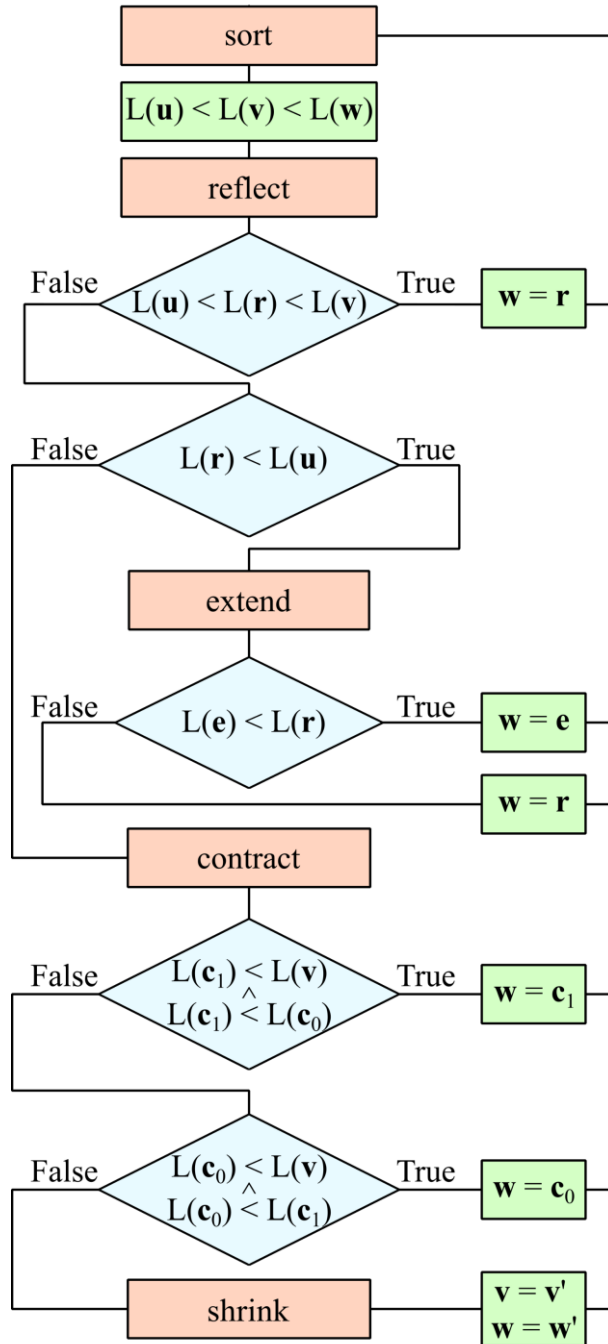 sort
L(u) < L(v) < L(w)
reflect
False
True
L(u) < L(r) < L(v)
w = r
False
True
L(r) < L(u)
extend
False
True
L(e) < L(r)
w = e
w = r
contract
False
True
L(c₁) < L(v)
^
L(c₁) < L(c₀)
w = c₁
False
True
L(c₀) < L(v)
^
L(c₀) < L(c₁)
w = c₀
shrink
v = v'
w = w'